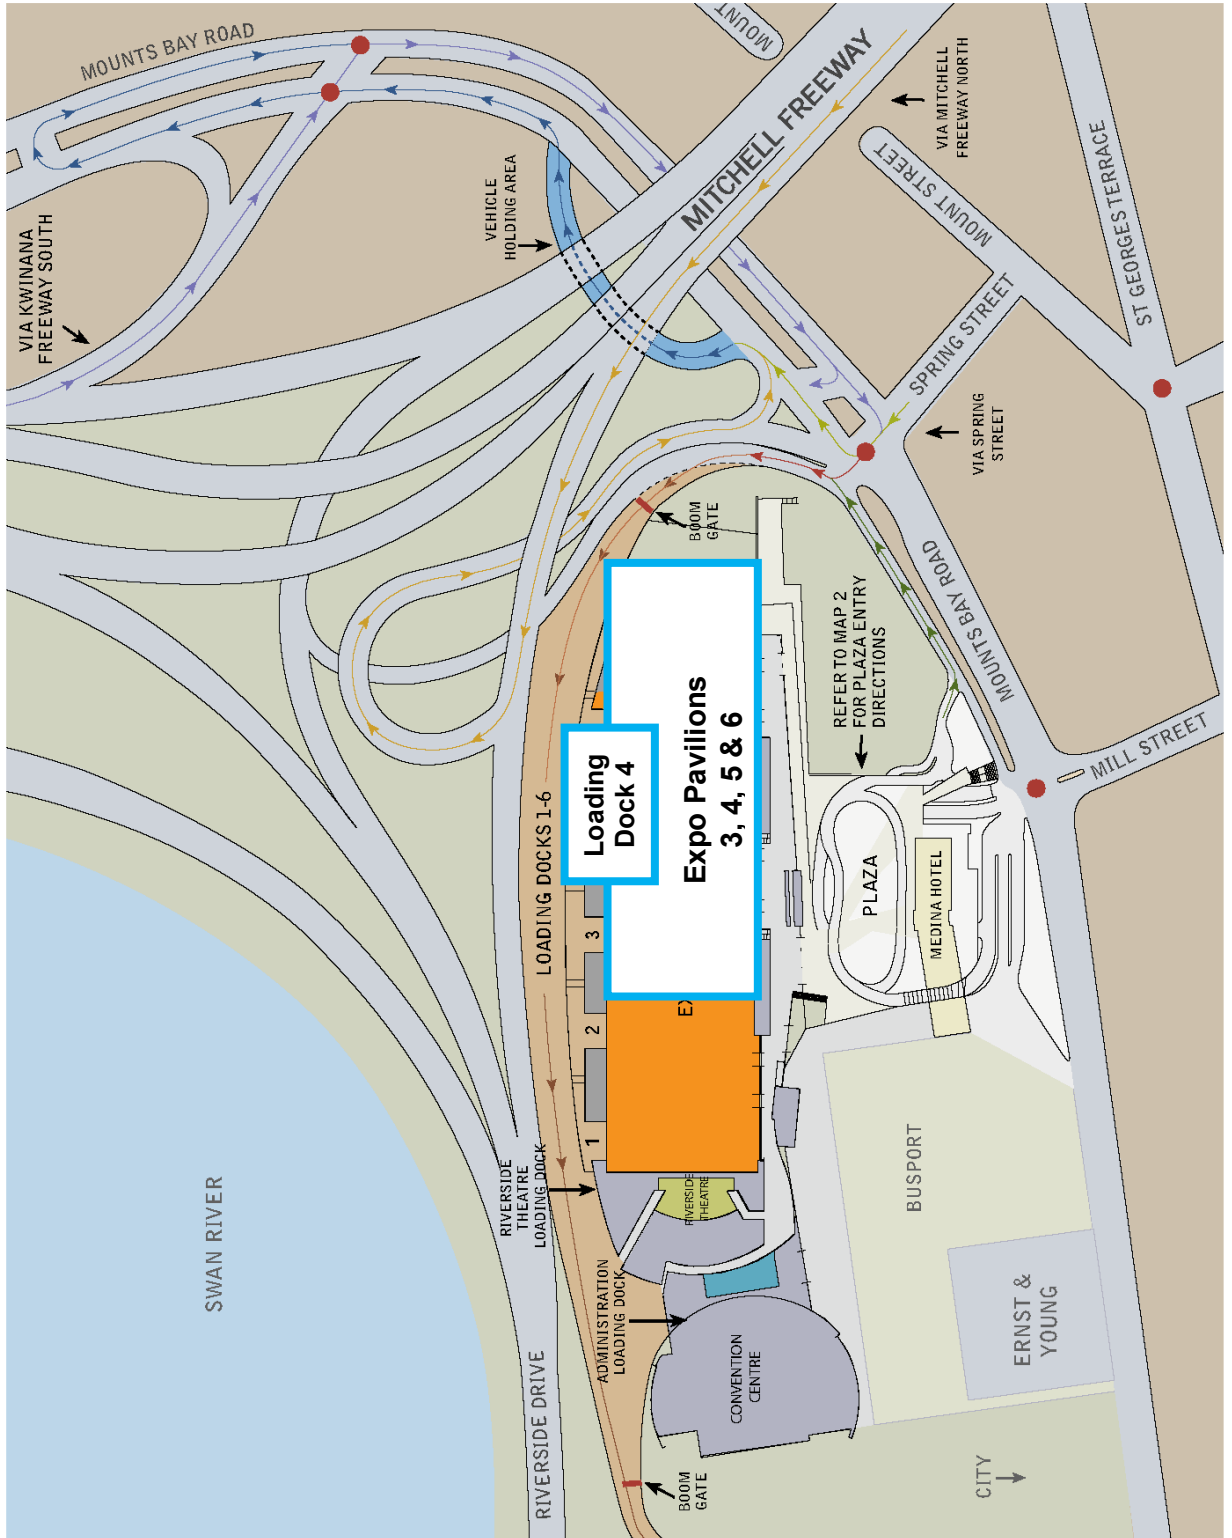 MOUNTS BAY ROAD
MOUNT
MITCHELL FREEWAY
VIA MITCHELL
FREEWAY NORTH
VIA KWINANA
FREEWAY SOUTH
VEHICLE
HOLDING AREA
MOUNT STREET
ST GEORGES TERRACE
SPRING STREET
VIA SPRING
STREET
BOOM
GATE
MOUNTS BAY ROAD
REFER TO MAP 2
FOR PLAZA ENTRY
DIRECTIONS
MILL STREET
Expo Pavilions
3, 4, 5 & 6
Loading
Dock 4
LOADING DOCKS 1-6
3
2
1
EX
PLAZA
MEDINA HOTEL
RIVERSIDE
THEATRE
LOADING DOCK
RIVERSIDE
THEATRE
BUSPORT
SWAN RIVER
ADMINISTRATION
LOADING DOCK
CONVENTION
CENTRE
ERNST &
YOUNG
RIVERSIDE DRIVE
BOOM
GATE
CITY